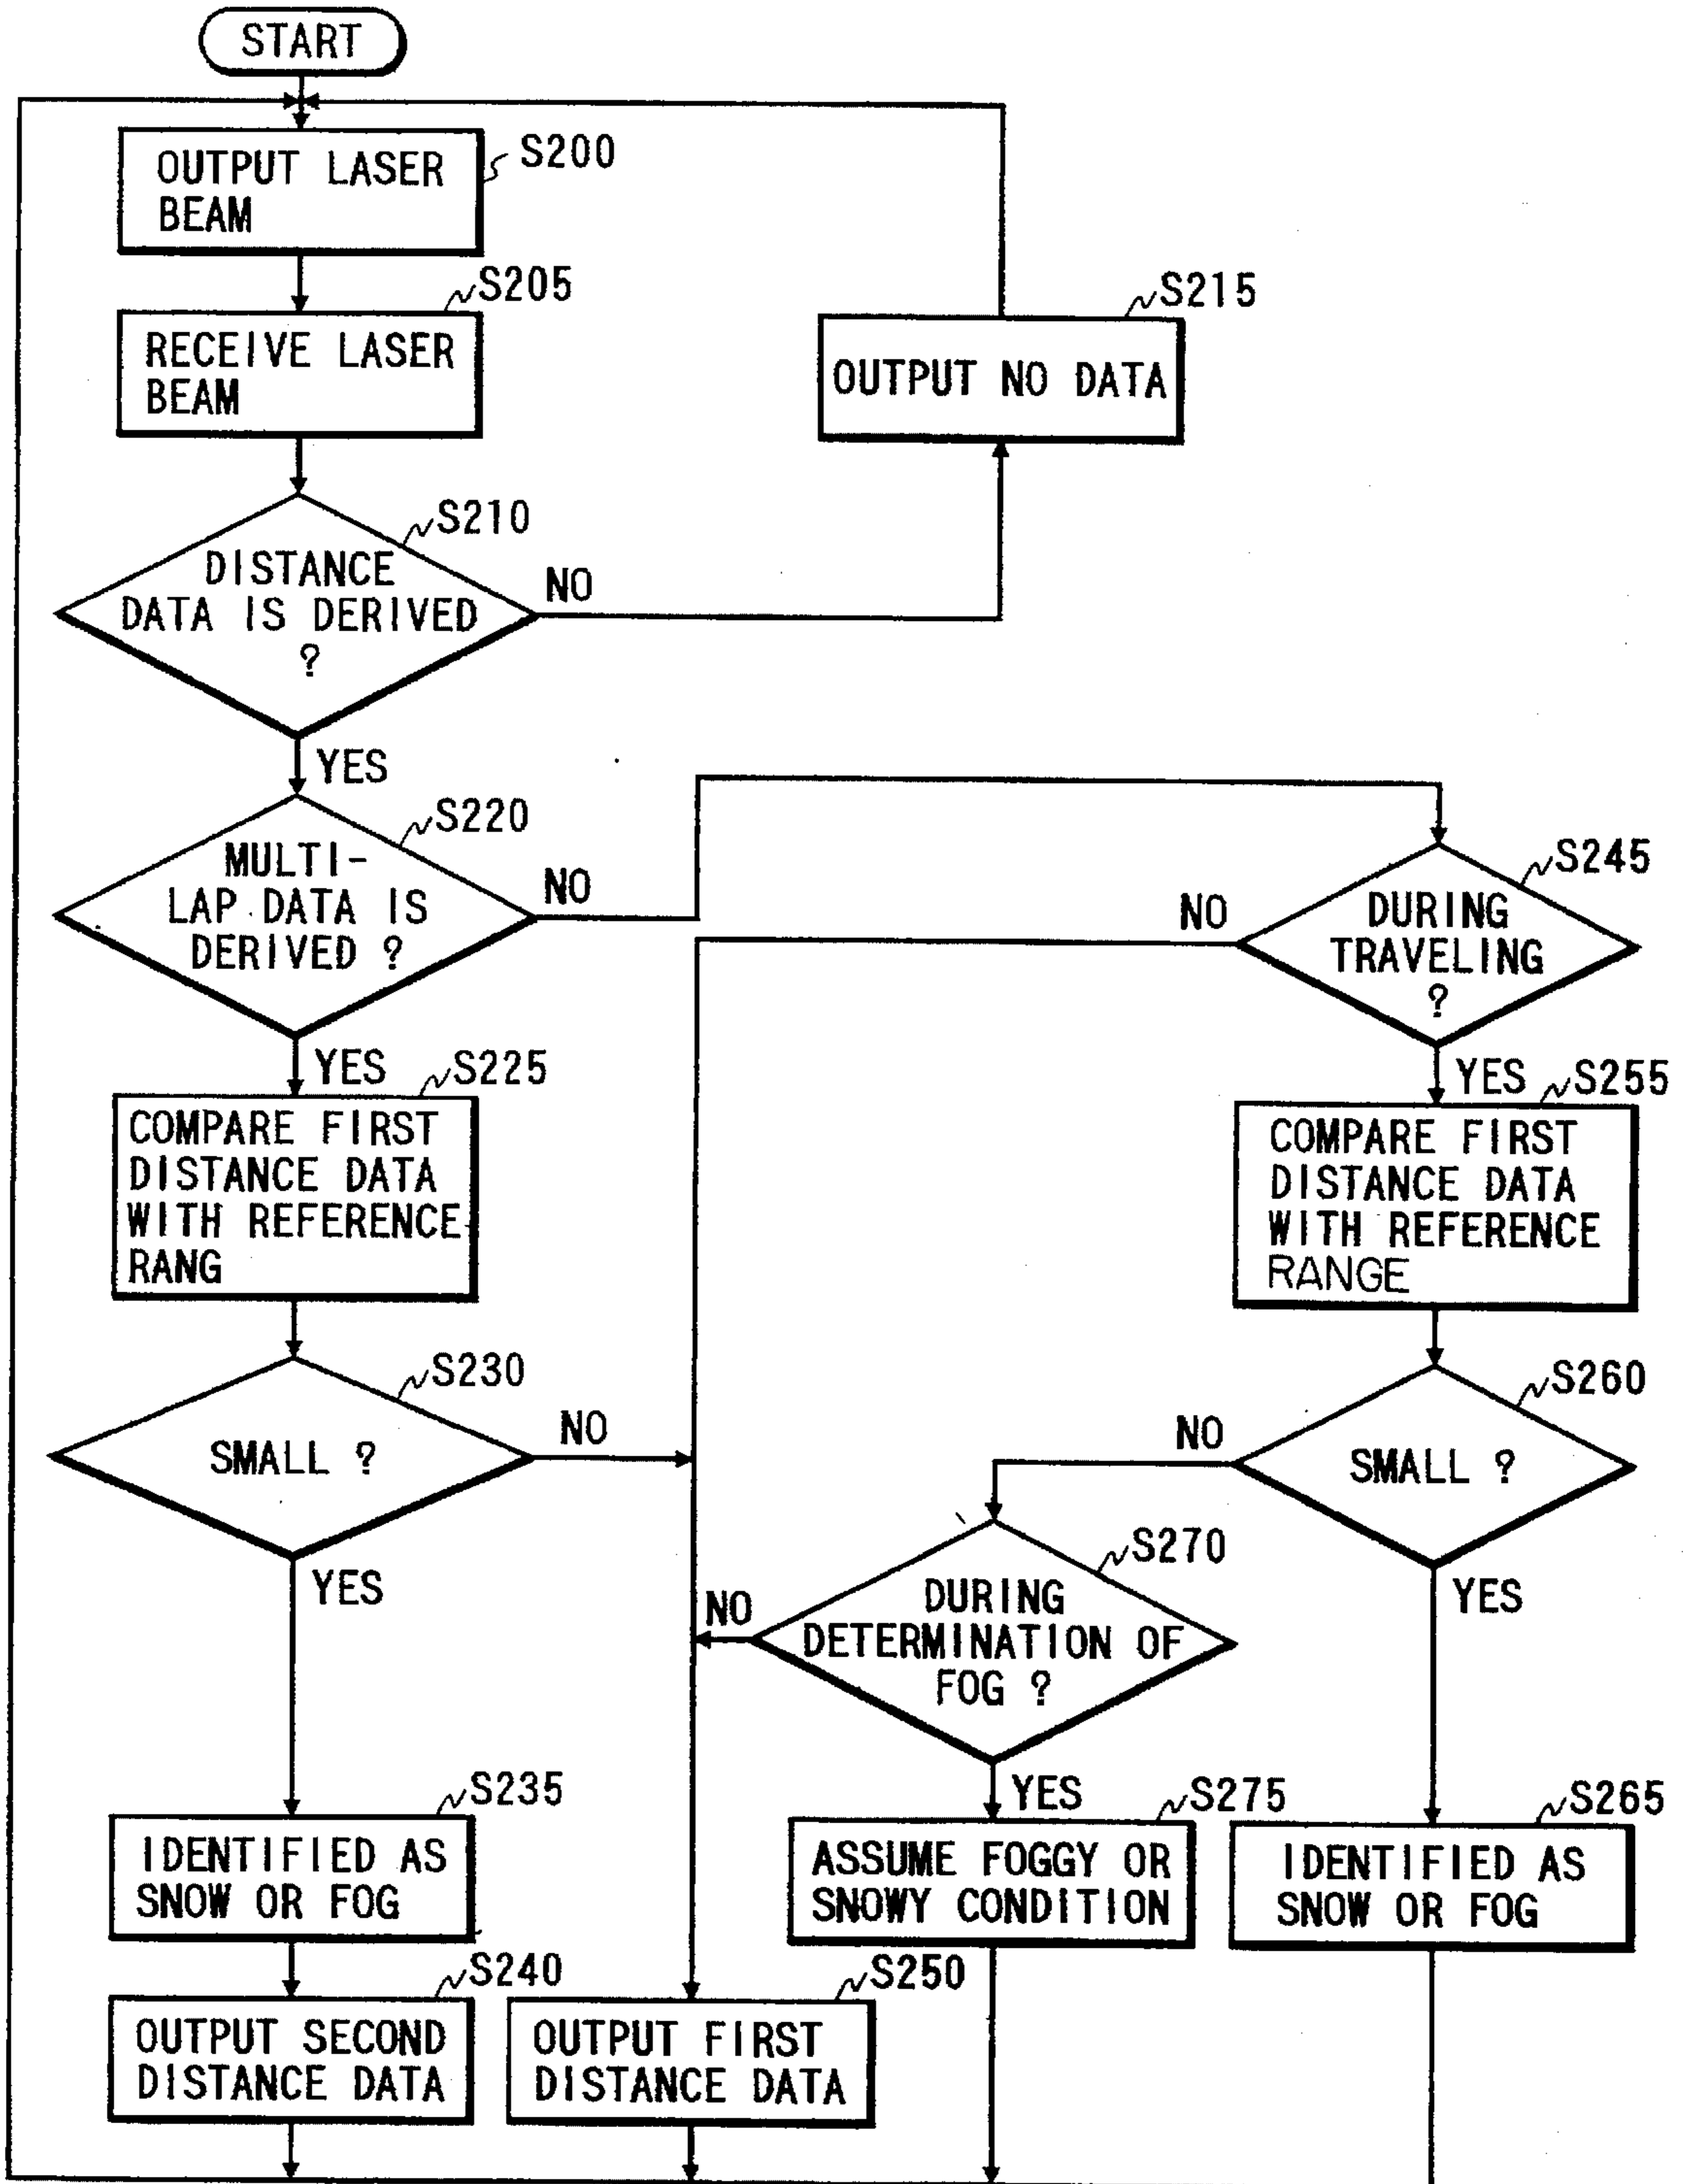 START
OUTPUT LASER
BEAM
S200
RECEIVE LASER
BEAM
S205
OUTPUT NO DATA
S215
DISTANCE
DATA IS DERIVED
?
S210
NO
YES
MULTI-
LAP DATA IS
DERIVED ?
S220
NO
YES
DURING
TRAVELING
?
S245
NO
YES
COMPARE FIRST
DISTANCE DATA
WITH REFERENCE
RANG
S225
COMPARE FIRST
DISTANCE DATA
WITH REFERENCE
RANGE
S255
SMALL ?
S230
NO
YES
SMALL ?
S260
NO
YES
DURING
DETERMINATION OF
FOG ?
S270
NO
YES
IDENTIFIED AS
SNOW OR FOG
S235
ASSUME FOGGY OR
SNOWY CONDITION
S275
IDENTIFIED AS
SNOW OR FOG
S265
OUTPUT SECOND
DISTANCE DATA
S240
OUTPUT FIRST
DISTANCE DATA
S250